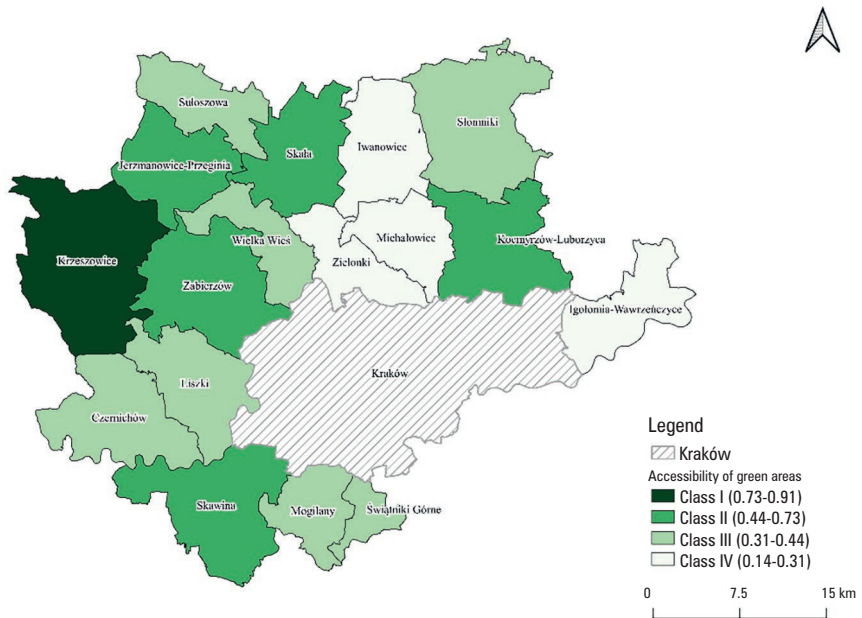 Sułoszowa
Słomniki
Iwanowice
Skała
Jerzmanowice-Przeginia
Wielka Wieś
Michałowice
Kocmyrzów-Luborzyca
Krzeszowice
Zielonki
Zabierzów
Igołomia-Wawrzeńczyce
Kraków
Liszki
Czernichów
Skawina
Mogilany
Świątniki Górne
Legend
Kraków
Accessibility of green areas
Class I (0.73-0.91)
Class II (0.44-0.73)
Class III (0.31-0.44)
Class IV (0.14-0.31)
0 7.5 15 km